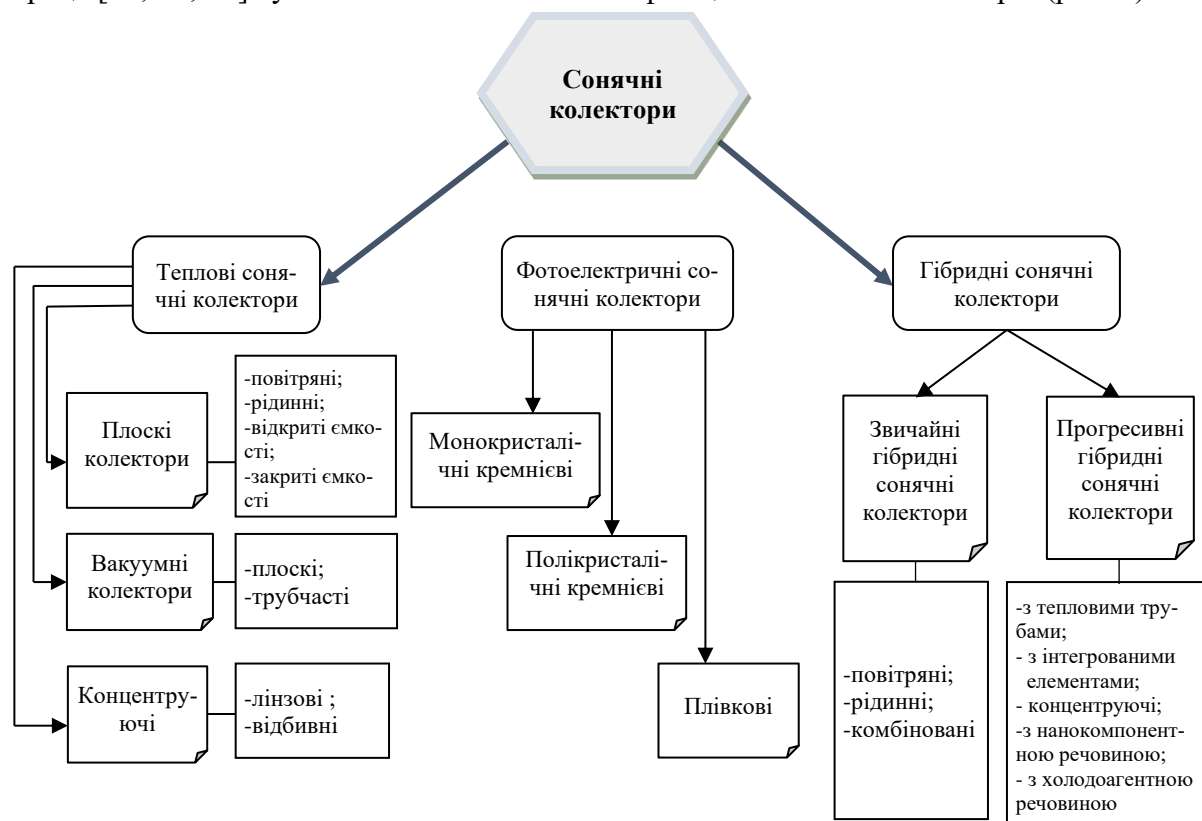 Сонячні
колектори
Теплові соня-
чні колектори
Фотоелектричні со-
нячні колектори
Гібридні сонячні
колектори
Плоскі
колектори
-повітряні;
-рідинні;
-відкриті ємко-
сті;
-закриті ємко-
сті
Вакуумні
колектори
-плоскі;
-трубчасті
Концентру-
ючі
-лінзові ;
-відбивні
Монокристалі-
чні кремнієві
Полікристалі-
чні кремнієві
Плівкові
Звичайні
гібридні
сонячні
колектори
-повітряні;
-рідинні;
-комбіновані
Прогресивні
гібридні
сонячні
колектори
-з тепловими тру-
бами;
- з інтегрованими
елементами;
- концентруючі;
-з нанокомпонент-
ною речовиною;
- з холодоагентною
речовиною